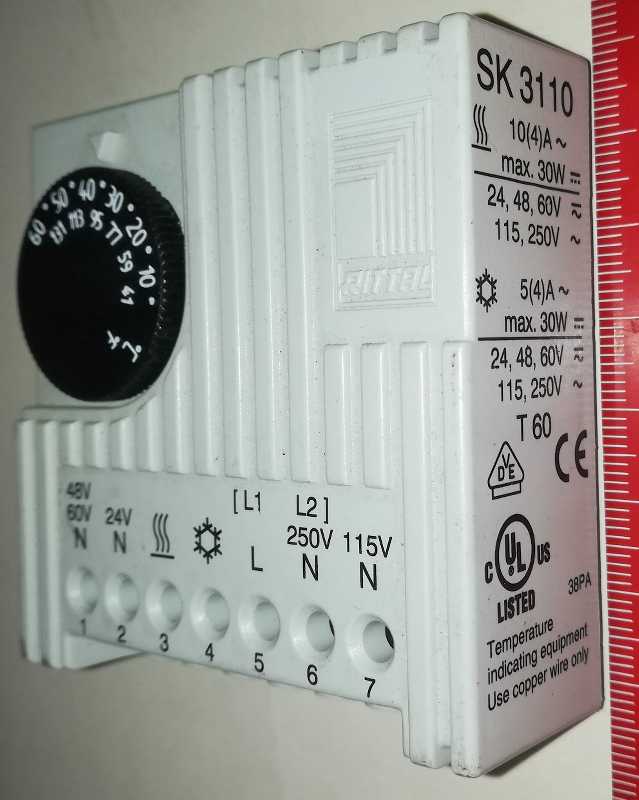 SK 3110
10(4)A ~
max. 30W ⎓
24, 48, 60V ⎓ ~
115, 250V ~
5(4)A ~
max. 30W ⎓
24, 48, 60V ⎓ ~
115, 250V ~
T 60
VDE
CE
C UL US
LISTED
38PA
Temperature
indicating equipment
Use copper wire only
RITTAL
60 50 40 30 20 10
131 113 95 77 59 41
°C °F
[ L1 L2 ]
48V
60V 24V 250V 115V
N N L N N
1 2 3 4 5 6 7